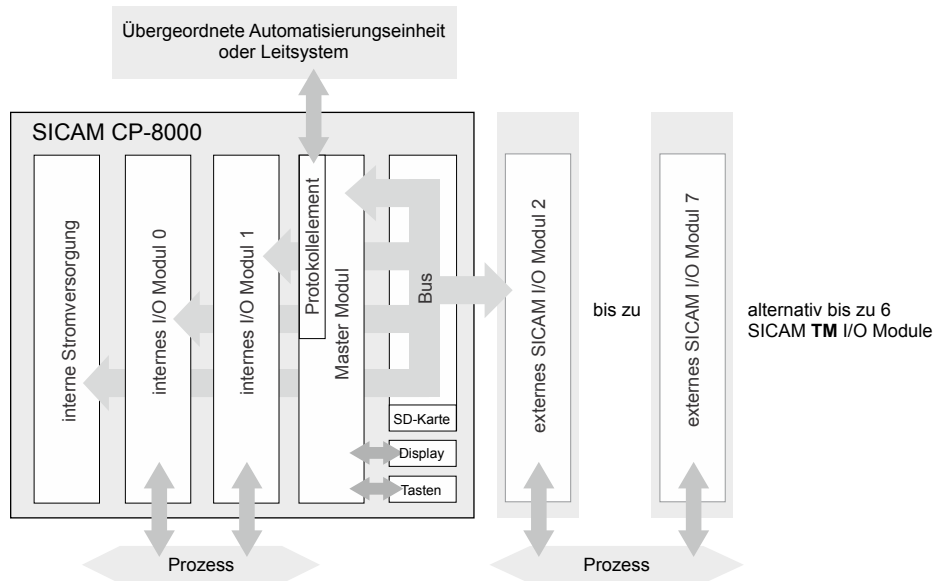 Übergeordnete Automatisierungseinheit
oder Leitsystem
SICAM CP-8000
interne Stromversorgung
internes I/O Modul 0
internes I/O Modul 1
Protokollelement
Master Modul
Bus
SD-Karte
Display
Tasten
externes SICAM I/O Modul 2
bis zu
externes SICAM I/O Modul 7
alternativ bis zu 6
SICAM TM I/O Module
Prozess
Prozess